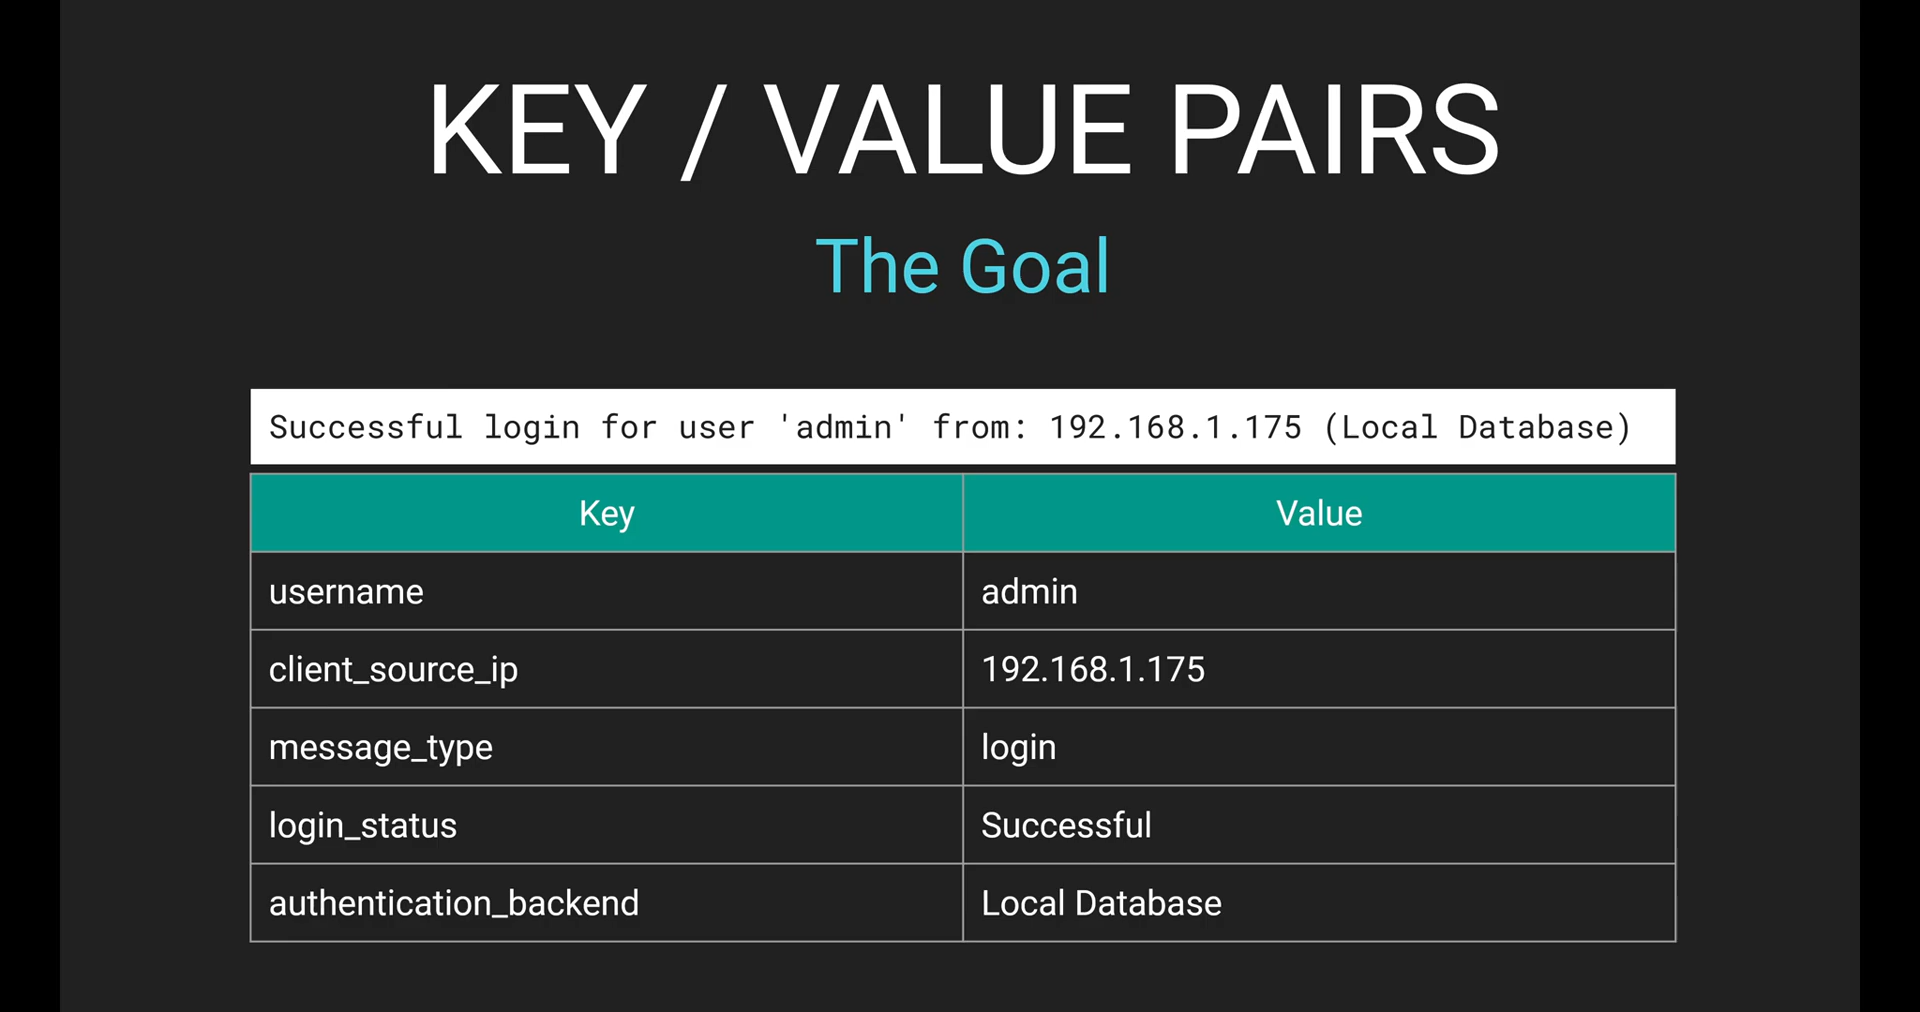 KEY / VALUE PAIRS
The Goal
Successful login for user 'admin' from: 192.168.1.175 (Local Database)
Key Value
username admin
client_source_ip 192.168.1.175
message_type login
login_status Successful
authentication_backend Local Database